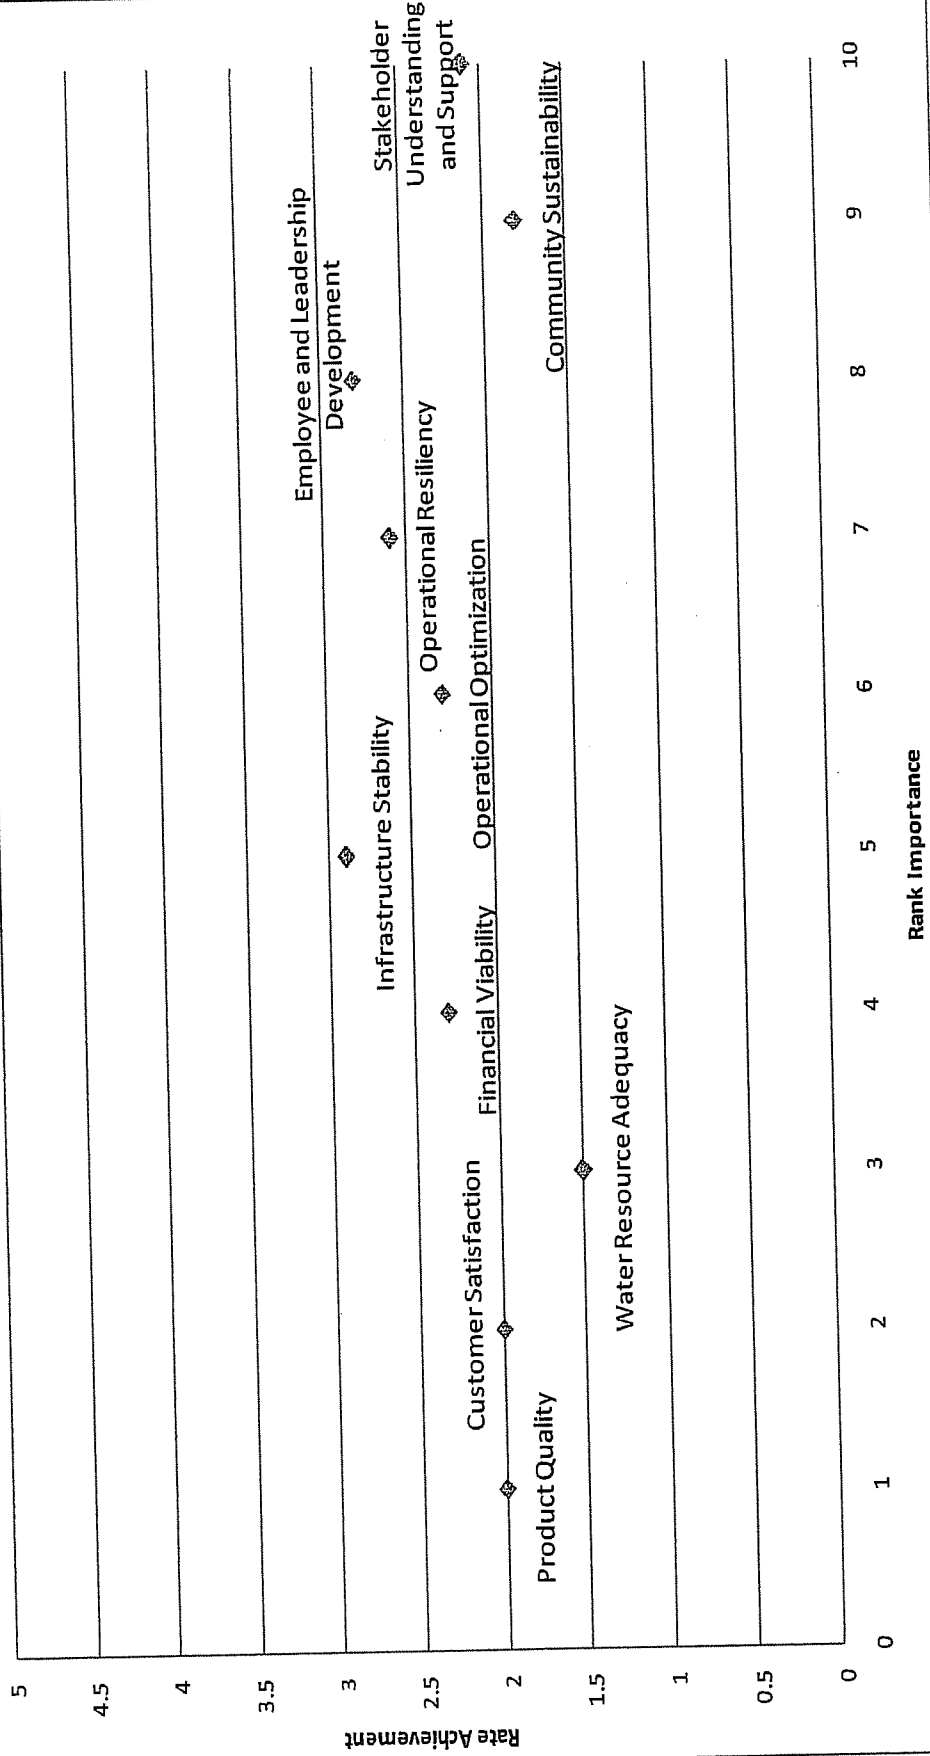 Rate Achievement
5
4.5
4
3.5
3
2.5
2
1.5
1
0.5
0
Employee and Leadership
Development
Stakeholder
Understanding
and Support
Infrastructure Stability
Operational Resiliency
Customer Satisfaction
Financial Viability
Operational Optimization
Product Quality
Community Sustainability
Water Resource Adequacy
0
1
2
3
4
5
6
7
8
9
10
Rank Importance